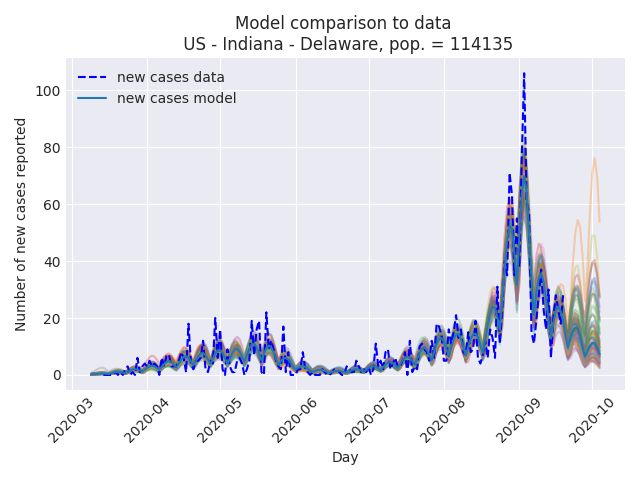 Model comparison to data
US - Indiana - Delaware, pop. = 114135
new cases data
new cases model
Number of new cases reported
100
80
60
40
20
0
2020-03
2020-04
2020-05
2020-06
2020-07
2020-08
2020-09
2020-10
Day